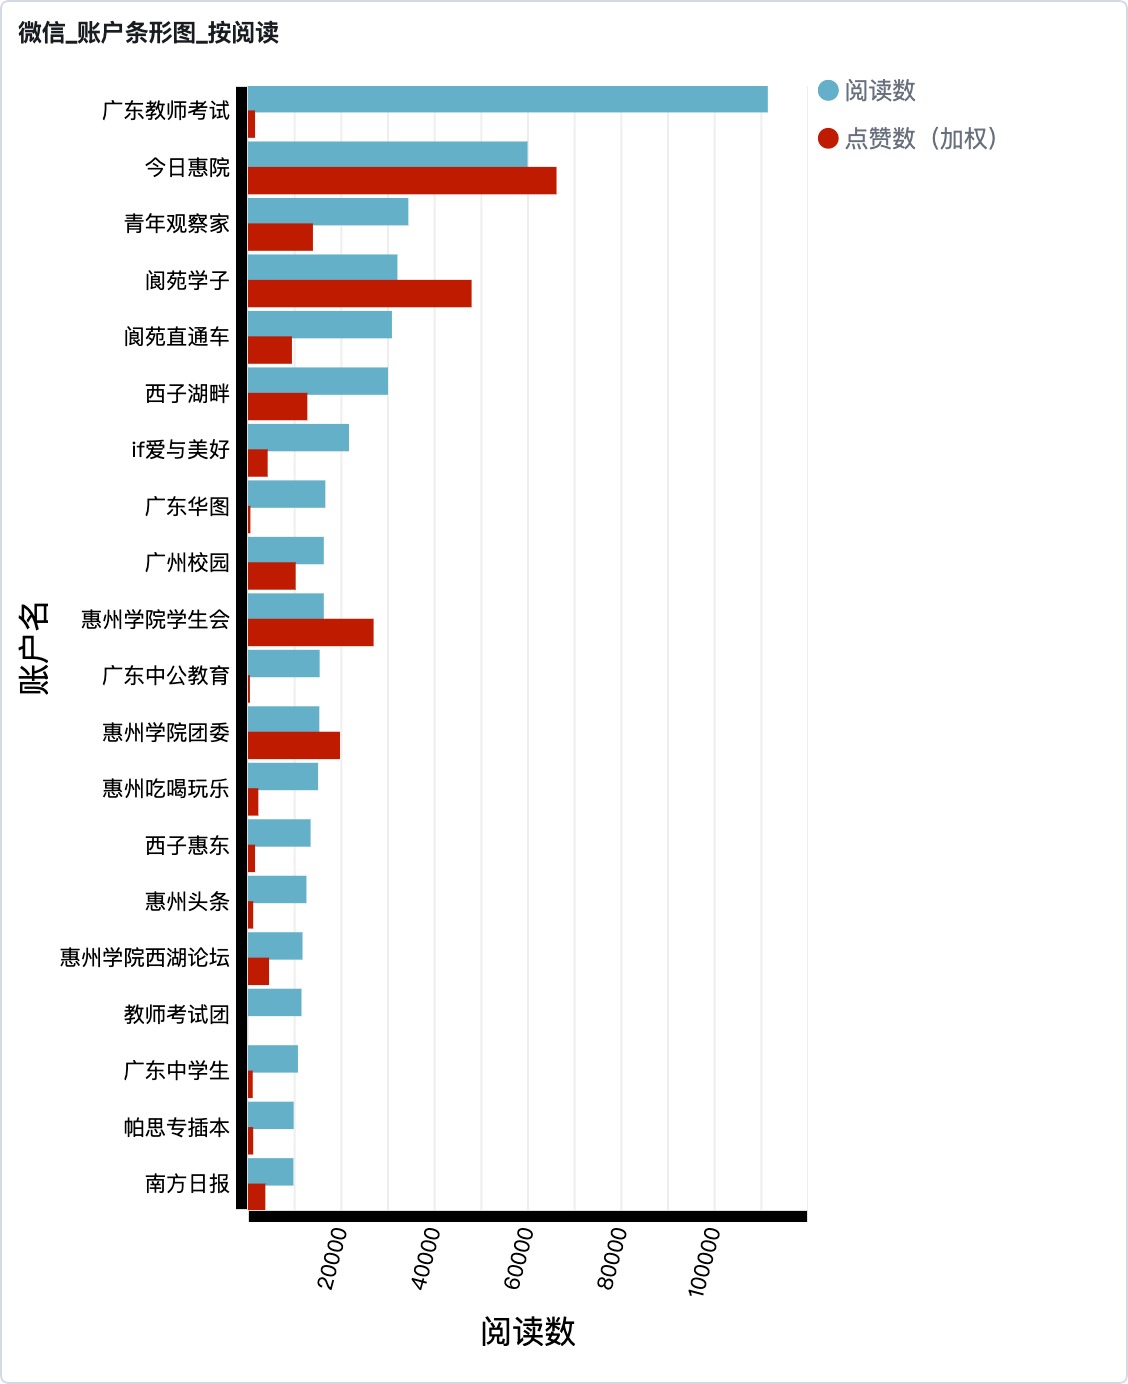 微信_账户条形图_按阅读
阅读数
点赞数（加权）
广东教师考试
今日惠院
青年观察家
阆苑学子
阆苑直通车
西子湖畔
if爱与美好
广东华图
广州校园
惠州学院学生会
广东中公教育
惠州学院团委
惠州吃喝玩乐
西子惠东
惠州头条
惠州学院西湖论坛
教师考试团
广东中学生
帕思专插本
南方日报
账户名
20000
40000
60000
80000
100000
阅读数